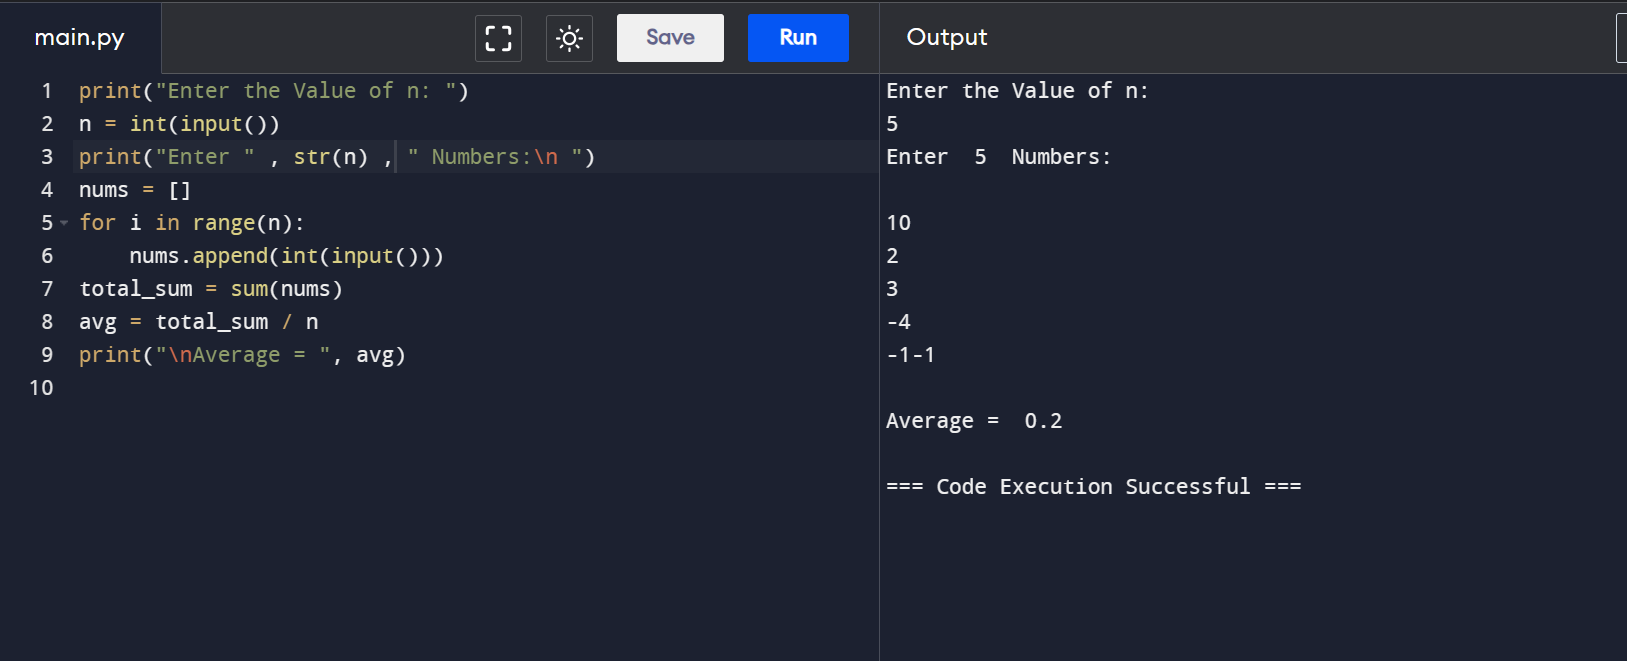 main.py
Save
Run
Output
1 print("Enter the Value of n: ")
2 n = int(input())
3 print("Enter " , str(n) , " Numbers:\n ")
4 nums = []
5 for i in range(n):
6     nums.append(int(input()))
7 total_sum = sum(nums)
8 avg = total_sum / n
9 print("\nAverage = ", avg)
10
Enter the Value of n:
5
Enter  5  Numbers:
10
2
3
-4
-1-1
Average =  0.2
=== Code Execution Successful ===